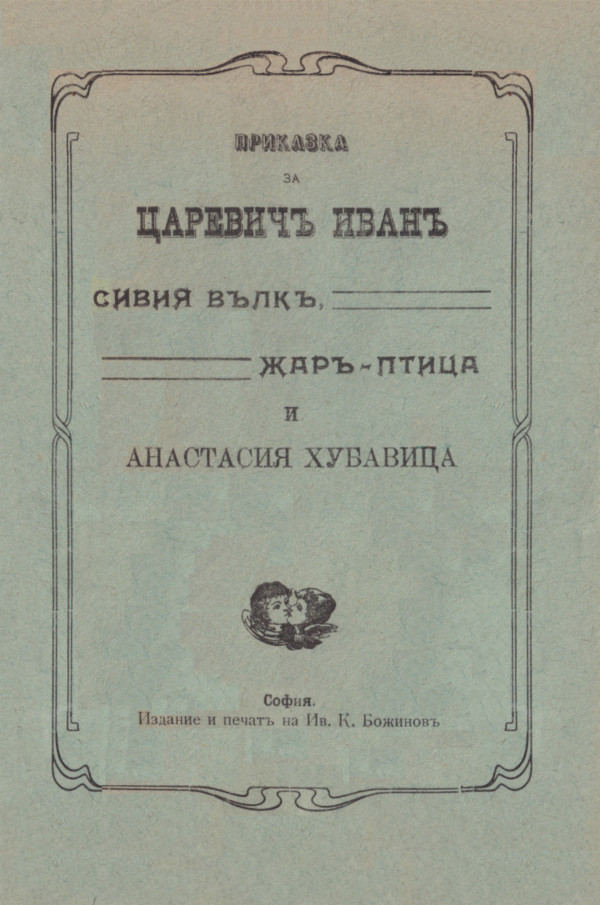 ПРИКАЗКА
ЗА
ЦАРЕВИЧЪ ИВАНЪ
СИВИЯ ВЪЛКЪ,
ЖАРЪ-ПТИЦА
И
АНАСТАСИЯ ХУБАВИЦА
София.
Издание и печатъ на Ив. К. Божиновъ